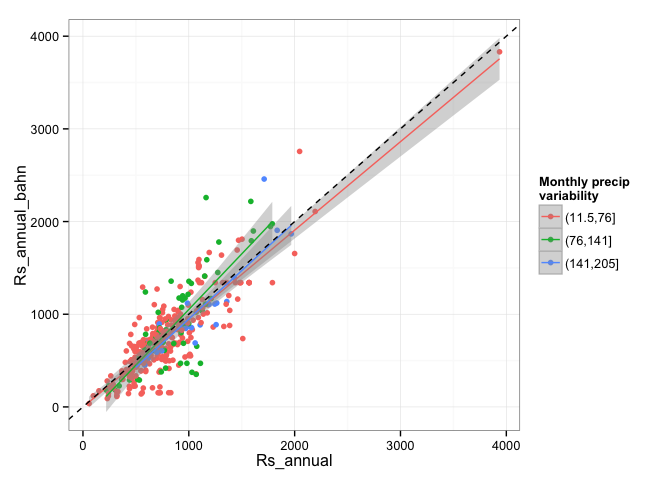 4000
3000
2000
1000
0
Rs_annual_bahn
0 1000 2000 3000 4000
Rs_annual
Monthly precip
variability
(11.5,76]
(76,141]
(141,205]